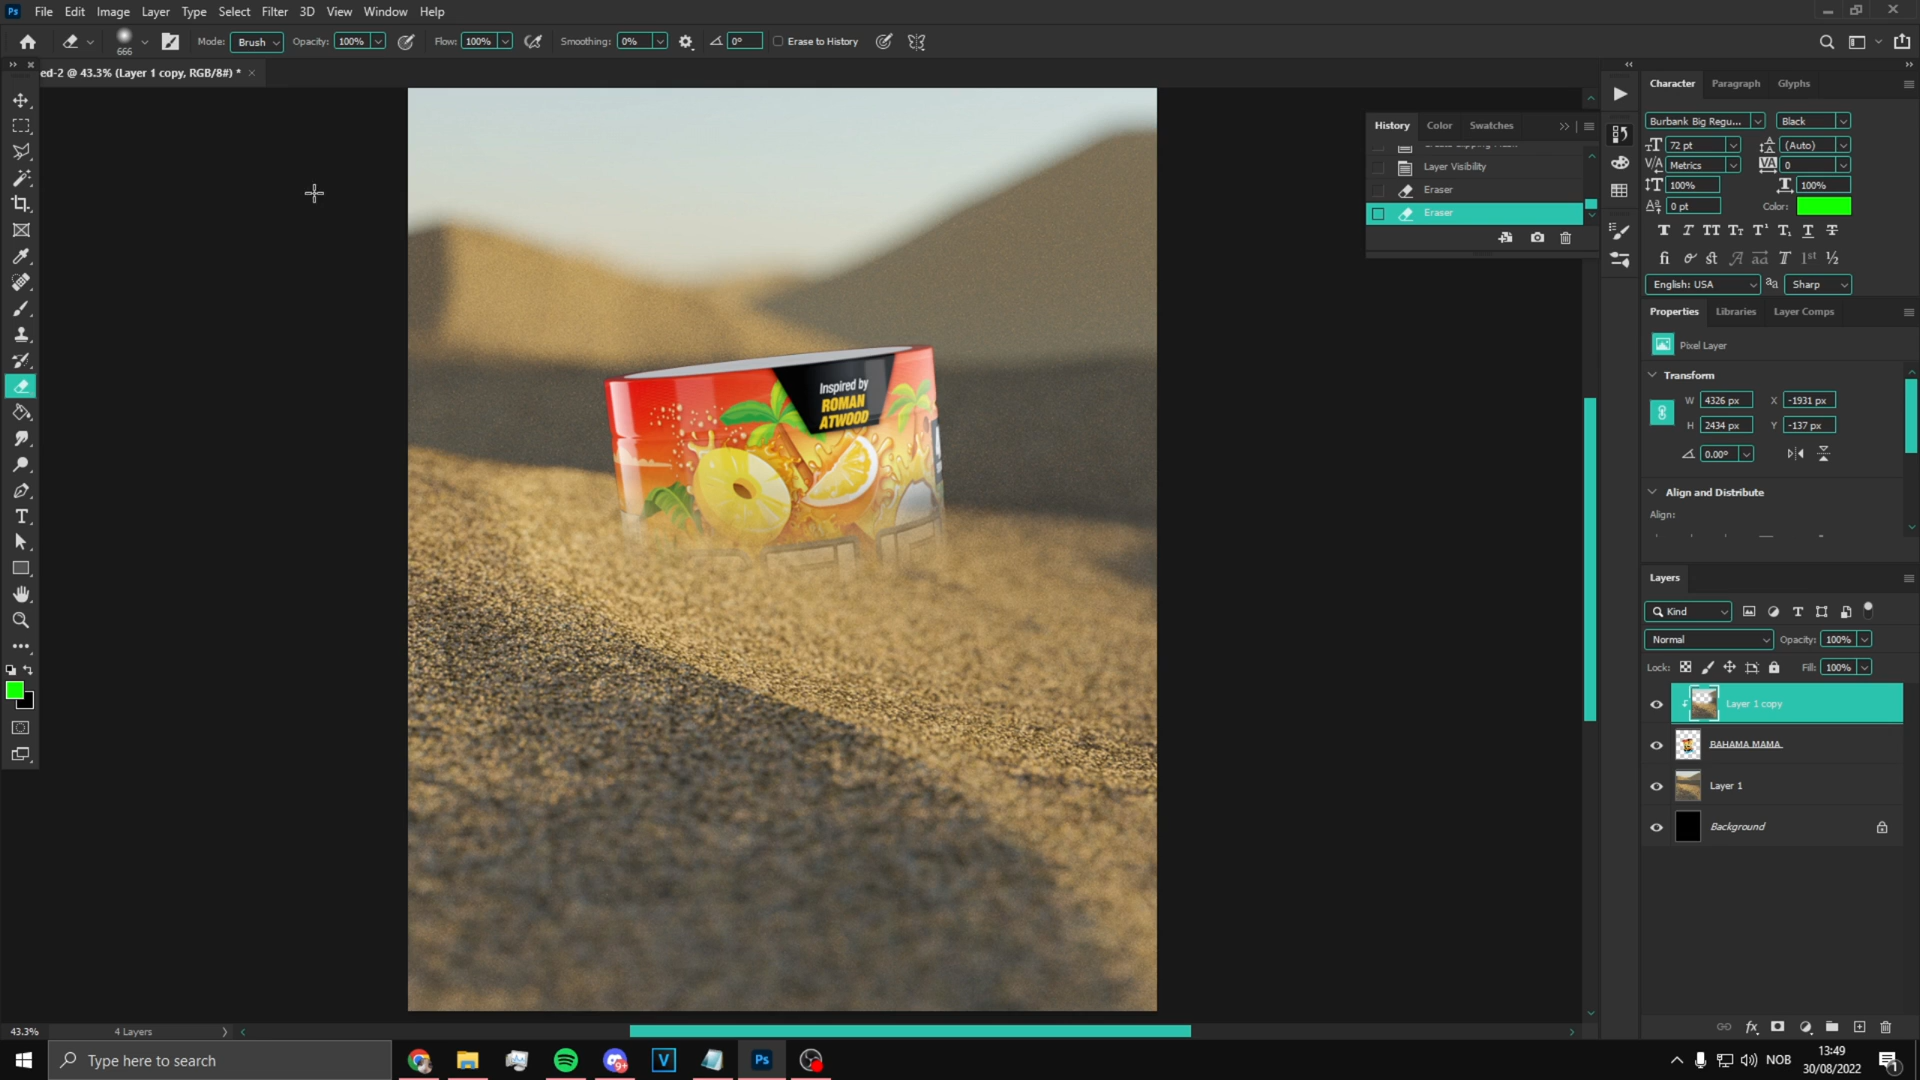 Ps File Edit Image Layer Type Select Filter 3D View Window Help
666 Mode: Brush Opacity: 100% Flow: 100% Smoothing: 0% 0° Erase to History
ed-2 @ 43.3% (Layer 1 copy, RGB/8#) *
Inspired by
ROMAN
ATWOOD
History Color Swatches
Layer Visibility
Eraser
Eraser
Character Paragraph Glyphs
Burbank Big Regu... Black
72 pt (Auto)
Metrics 0
100% 100%
0 pt Color:
English: USA Sharp
Properties Libraries Layer Comps
Pixel Layer
Transform
W 4326 px X -1931 px
H 2434 px Y -137 px
0.00°
Align and Distribute
Align:
Layers
Kind
Normal Opacity: 100%
Lock: Fill: 100%
Layer 1 copy
BAHAMA MAMA
Layer 1
Background
43.3% 4 Layers
Type here to search
9+
V
Ps
NOB
13:49
30/08/2022
1